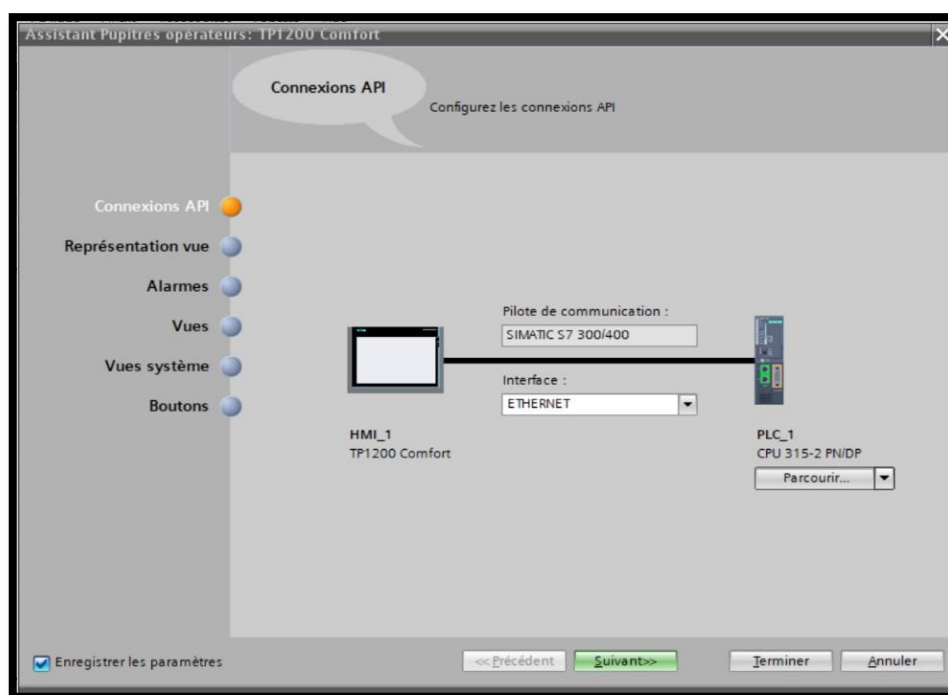 Assistant Pupitres opérateurs: TP1200 Comfort
Connexions API
Configurez les connexions API
Connexions API
Représentation vue
Alarmes
Vues
Vues système
Boutons
Pilote de communication :
SIMATIC S7 300/400
Interface :
ETHERNET
HMI_1
TP1200 Comfort
PLC_1
CPU 315-2 PN/DP
Parcourir...
Enregistrer les paramètres
<<Précédent
Suivant>>
Terminer
Annuler